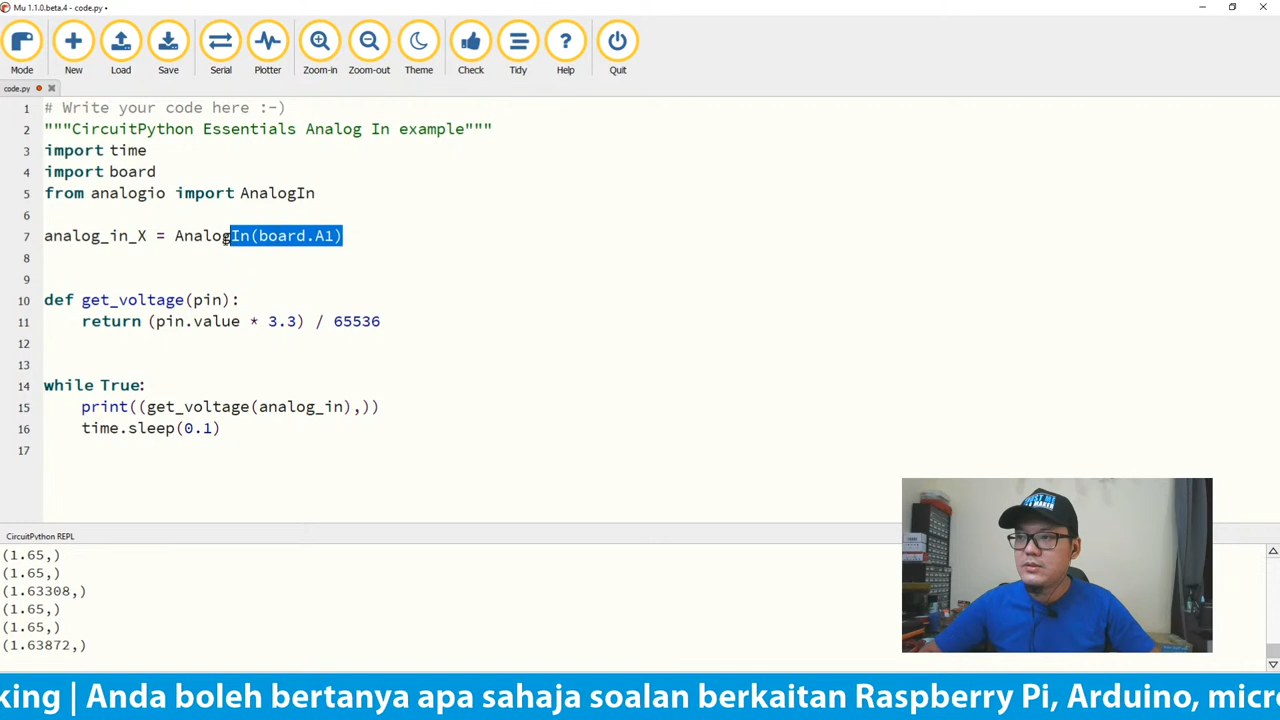 Mu 1.1.0.beta.4 - code.py •
Mode New Load Save Serial Plotter Zoom-in Zoom-out Theme Check Tidy Help Quit
code.py
1 # Write your code here :-)
2 """CircuitPython Essentials Analog In example"""
3 import time
4 import board
5 from analogio import AnalogIn
6
7 analog_in_X = AnalogIn(board.A1)
8
9
10 def get_voltage(pin):
11 return (pin.value * 3.3) / 65536
12
13
14 while True:
15 print((get_voltage(analog_in),))
16 time.sleep(0.1)
17
CircuitPython REPL
(1.65,)
(1.65,)
(1.63308,)
(1.65,)
(1.65,)
(1.63872,)
king | Anda boleh bertanya apa sahaja soalan berkaitan Raspberry Pi, Arduino, micro